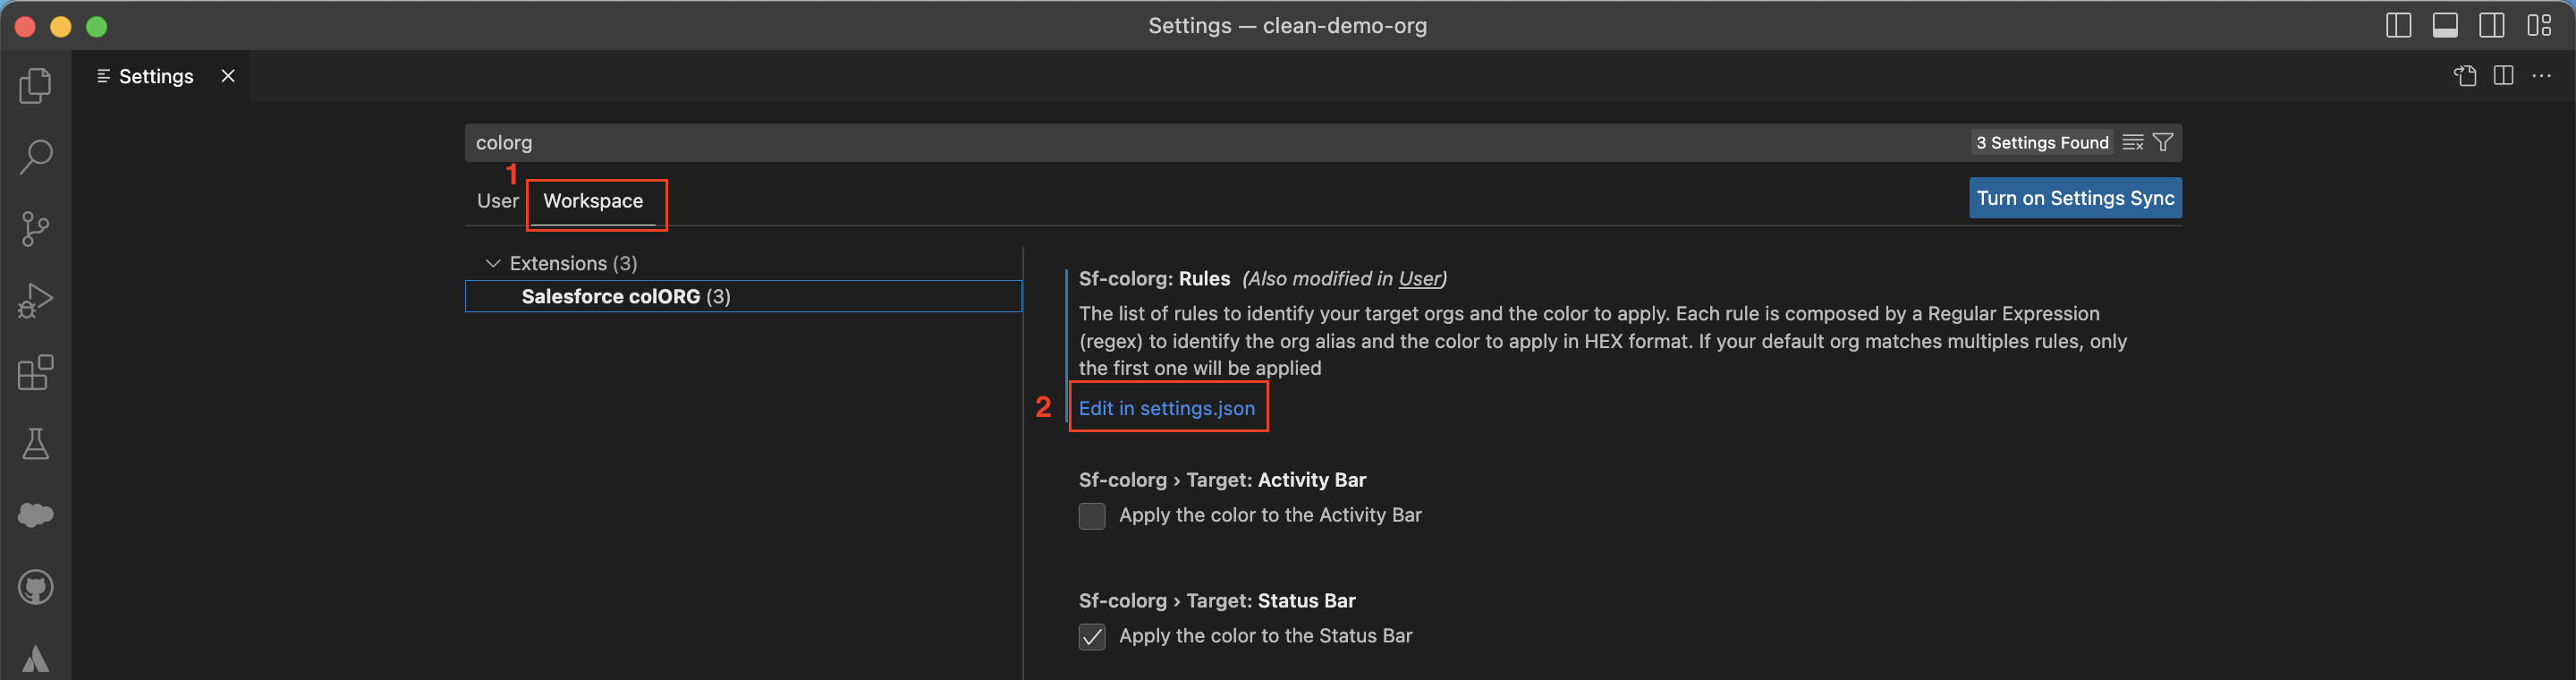 Settings — clean-demo-org
Settings
colorg
3 Settings Found
1
User
Workspace
Turn on Settings Sync
Extensions (3)
Salesforce colORG (3)
Sf-colorg: Rules (Also modified in User)
The list of rules to identify your target orgs and the color to apply. Each rule is composed by a Regular Expression
(regex) to identify the org alias and the color to apply in HEX format. If your default org matches multiples rules, only
the first one will be applied
2
Edit in settings.json
Sf-colorg › Target: Activity Bar
Apply the color to the Activity Bar
Sf-colorg › Target: Status Bar
Apply the color to the Status Bar